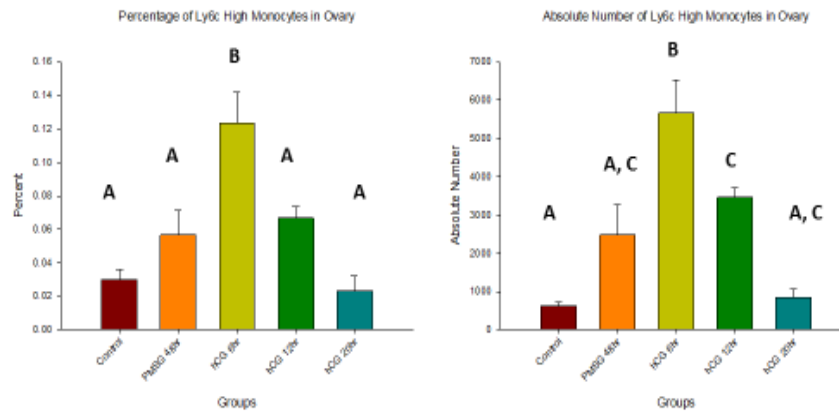 Percentage of Ly6c High Monocytes in Ovary
B
A
A
A
A
0.16
0.14
0.12
0.10
0.08
0.06
0.04
0.02
0.00
Percent
Control
PMSG 48hr
hCG 6hr
hCG 12hr
hCG 20hr
Groups
Absolute Number of Ly6c High Monocytes in Ovary
B
A, C
C
A
A, C
7000
6000
5000
4000
3000
2000
1000
0
Absolute Number
Control
PMSG 48hr
hCG 6hr
hCG 12hr
hCG 20hr
Groups